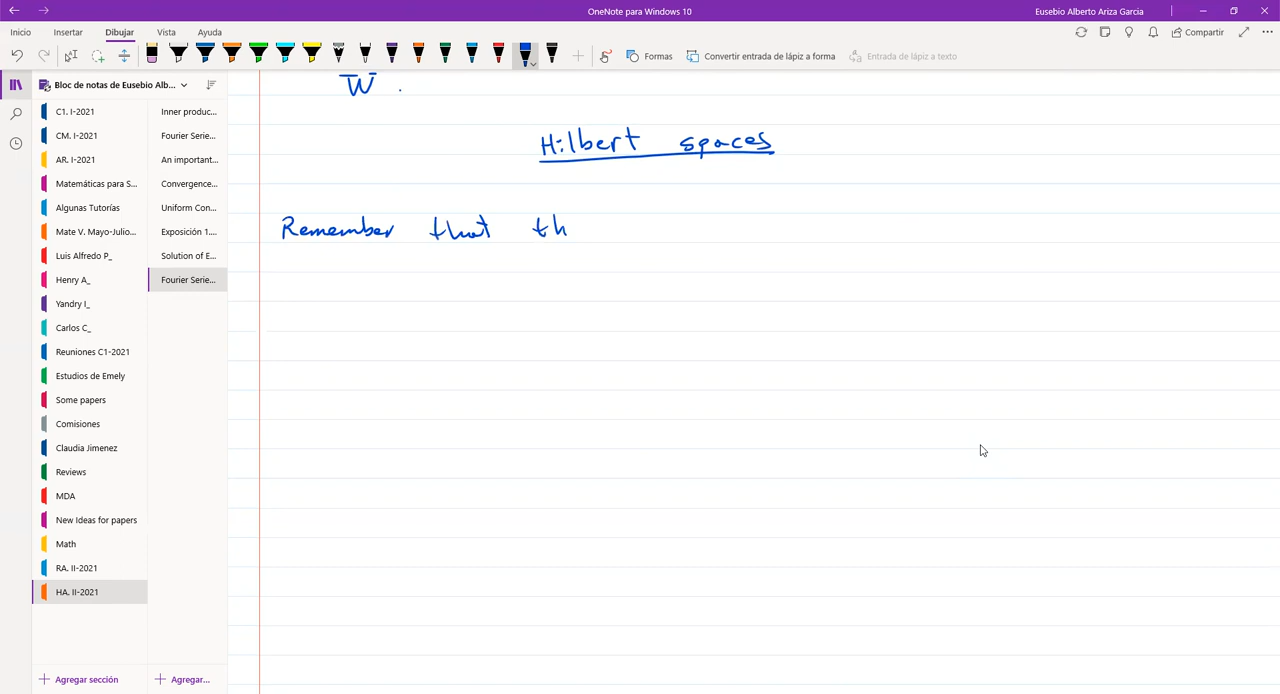 OneNote para Windows 10
Eusebio Alberto Ariza Garcia
Inicio Insertar Dibujar Vista Ayuda
Compartir
Formas Convertir entrada de lápiz a forma Entrada de lápiz a texto
Bloc de notas de Eusebio Alb...
C1. I-2021
CM. I-2021
AR. I-2021
Matemáticas para S...
Algunas Tutorías
Mate V. Mayo-Julio...
Luis Alfredo P_
Henry A_
Yandry I_
Carlos C_
Reuniones C1-2021
Estudios de Emely
Some papers
Comisiones
Claudia Jimenez
Reviews
MDA
New Ideas for papers
Math
RA. II-2021
HA. II-2021
Agregar sección
Inner produc...
Fourier Serie...
An important...
Convergence...
Uniform Con...
Exposición 1...
Solution of E...
Fourier Serie...
Agregar...
W .
Hilbert spaces
Remember that th